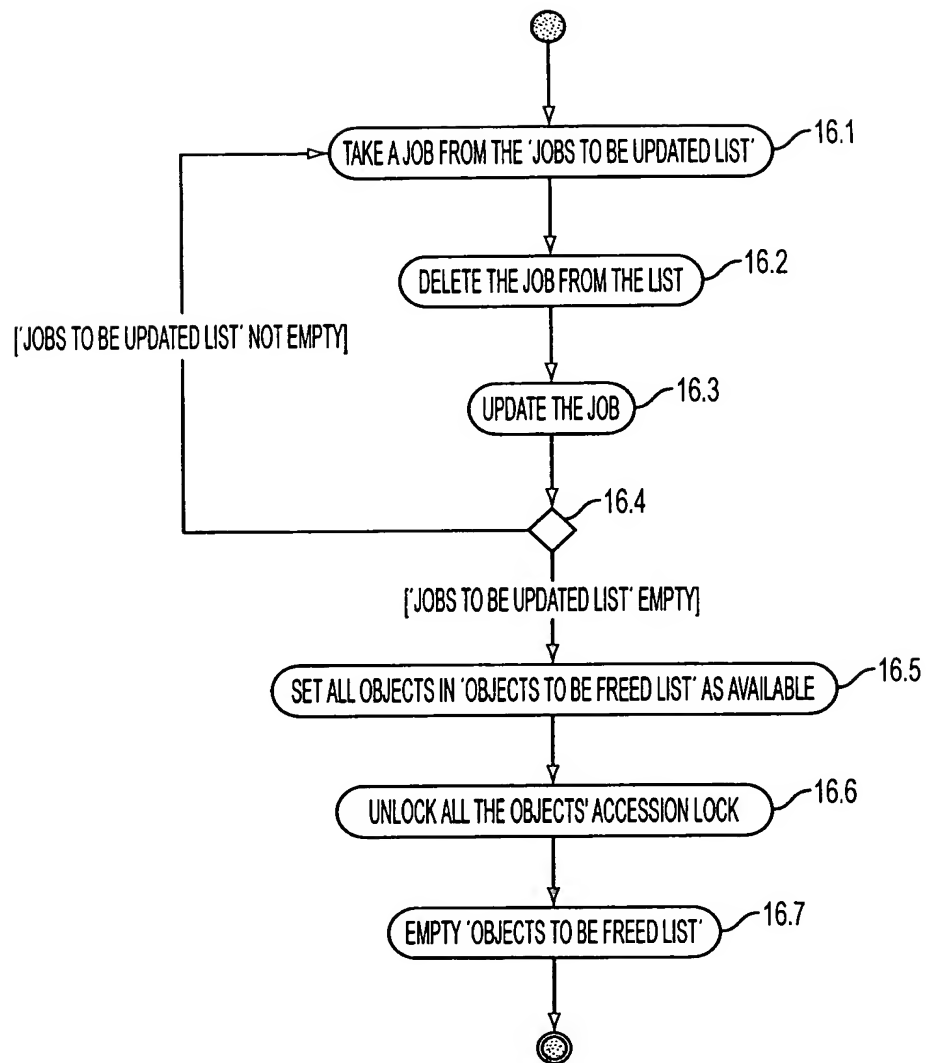 TAKE A JOB FROM THE 'JOBS TO BE UPDATED LIST'
16.1
DELETE THE JOB FROM THE LIST
16.2
['JOBS TO BE UPDATED LIST' NOT EMPTY]
UPDATE THE JOB
16.3
16.4
['JOBS TO BE UPDATED LIST' EMPTY]
SET ALL OBJECTS IN 'OBJECTS TO BE FREED LIST' AS AVAILABLE
16.5
UNLOCK ALL THE OBJECTS' ACCESSION LOCK
16.6
EMPTY 'OBJECTS TO BE FREED LIST'
16.7